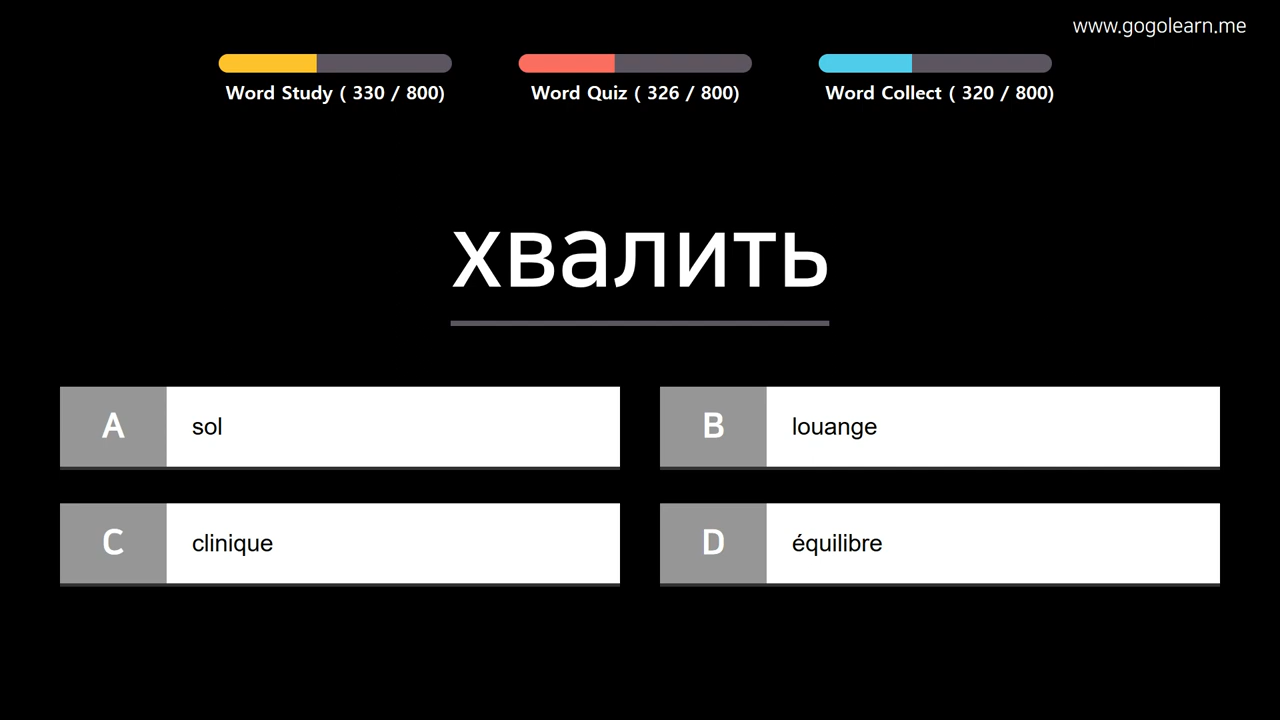 www.gogolearn.me
Word Study ( 330 / 800)
Word Quiz ( 326 / 800)
Word Collect ( 320 / 800)
хвалить
A sol
B louange
C clinique
D équilibre